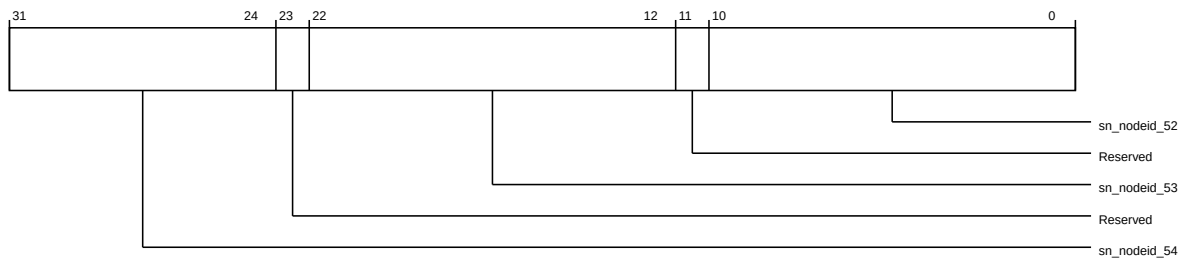 31 24 23 22 12 11 10 0
sn_nodeid_52
Reserved
sn_nodeid_53
Reserved
sn_nodeid_54